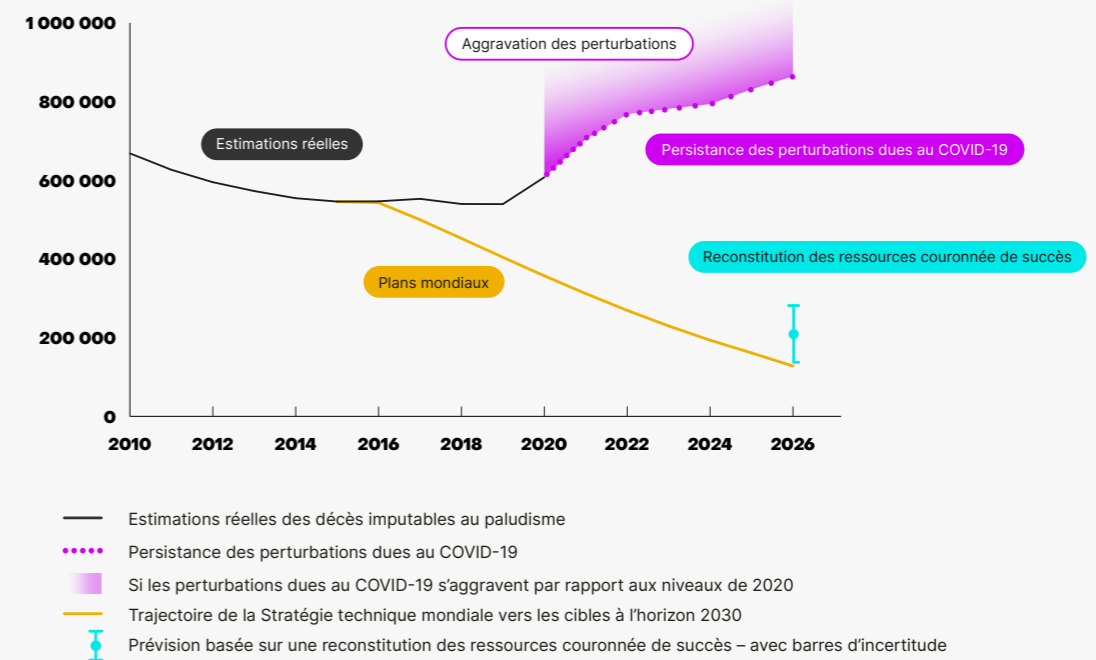 1 000 000
Aggravation des perturbations
800 000
Estimations réelles
Persistance des perturbations dues au COVID-19
600 000
400 000
Reconstitution des ressources couronnée de succès
Plans mondiaux
200 000
0
2010 2012 2014 2016 2018 2020 2022 2024 2026
Estimations réelles des décès imputables au paludisme
Persistance des perturbations dues au COVID-19
Si les perturbations dues au COVID-19 s’aggravent par rapport aux niveaux de 2020
Trajectoire de la Stratégie technique mondiale vers les cibles à l’horizon 2030
Prévision basée sur une reconstitution des ressources couronnée de succès – avec barres d’incertitude